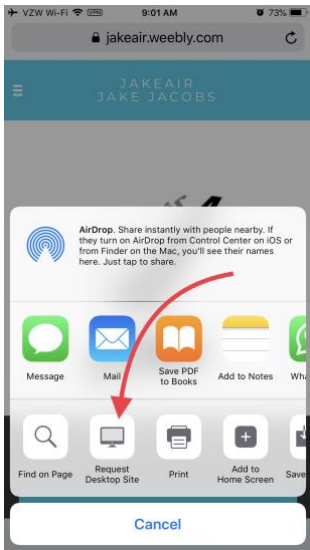 VZW Wi-Fi VPN 9:01 AM 73%
jakeair.weebly.com
JAKEAIR
JAKE JACOBS
AirDrop. Share instantly with people nearby. If
they turn on AirDrop from Control Center on iOS or
from Finder on the Mac, you'll see their names
here. Just tap to share.
Message Mail Save PDF Add to Notes Wha
to Books
Find on Page Request Print Add to Save
Desktop Site Home Screen
Cancel